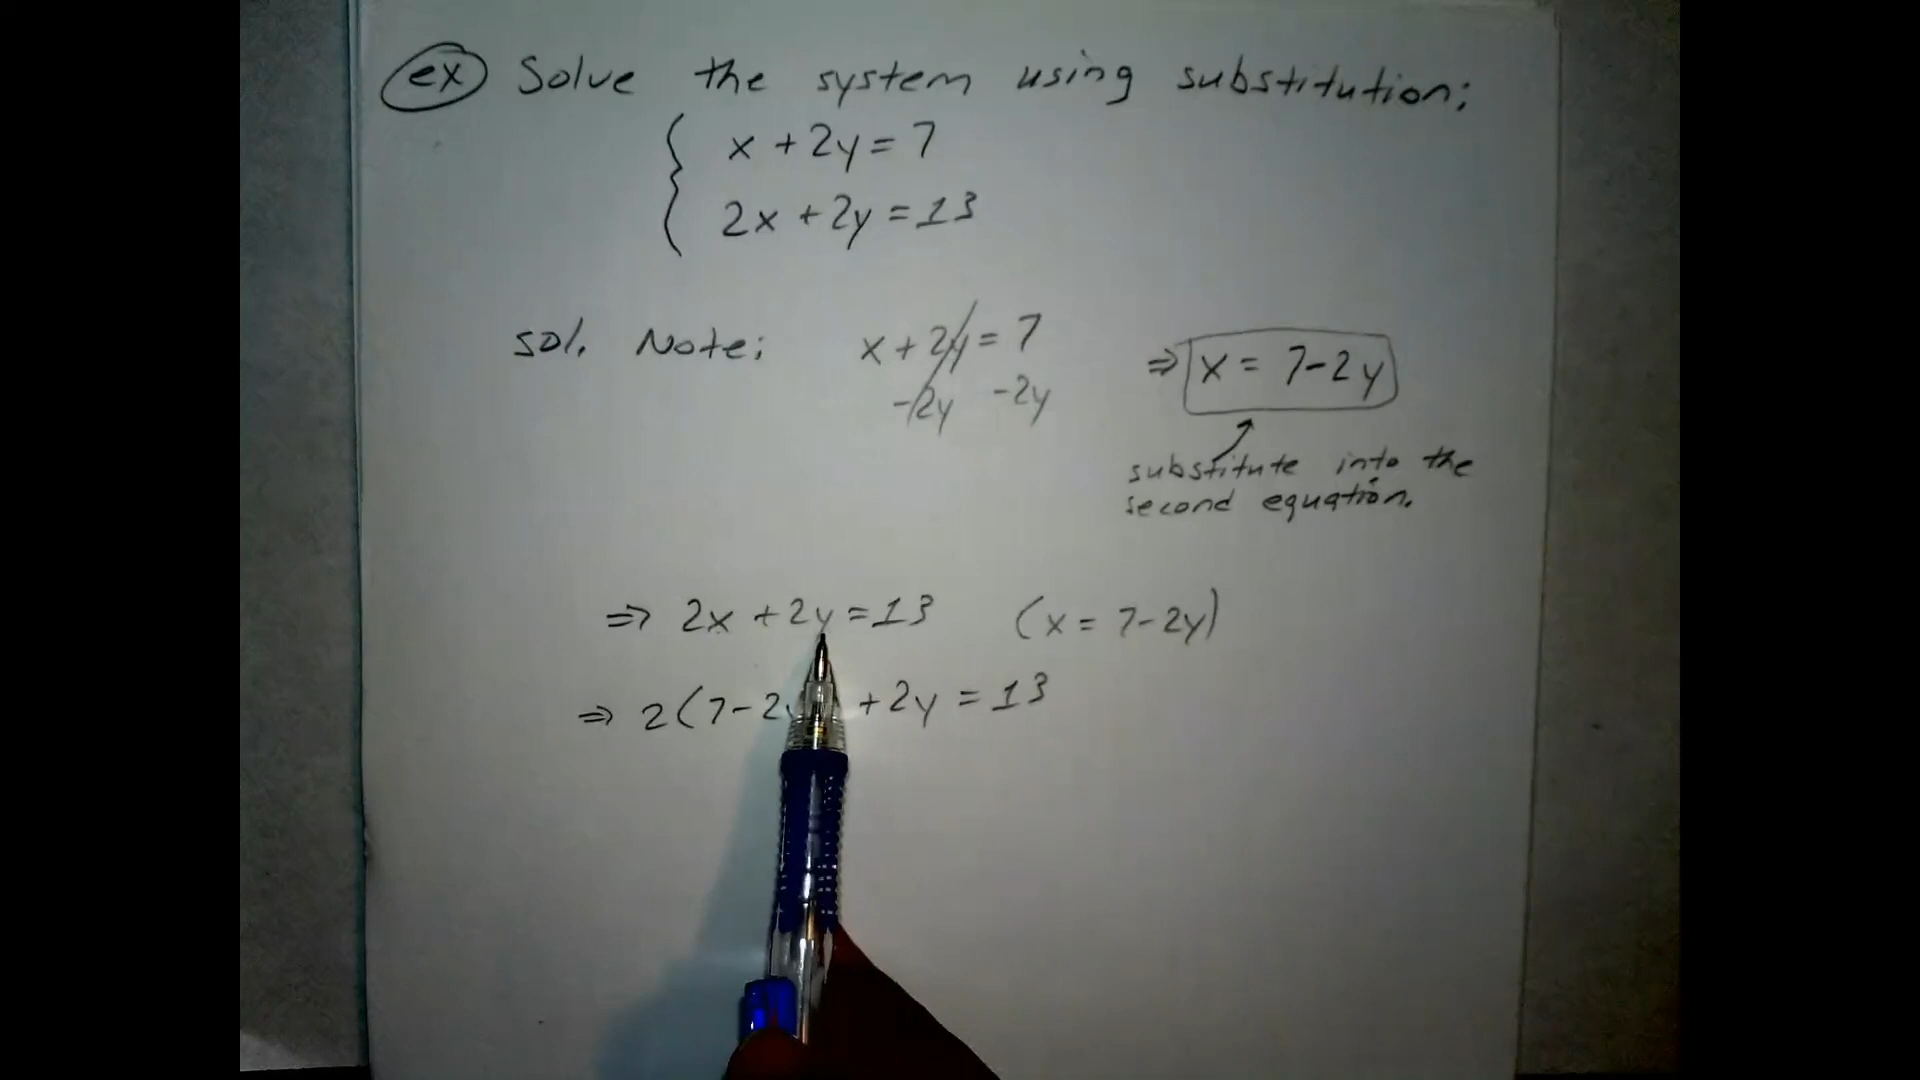 ex Solve the system using substitution:
x + 2y = 7
2x + 2y = 13
sol. Note: x + 2y = 7 ⇒ x = 7-2y
-2y -2y
substitute into the
second equation.
⇒ 2x + 2y = 13 (x = 7-2y)
⇒ 2(7-2y + 2y = 13